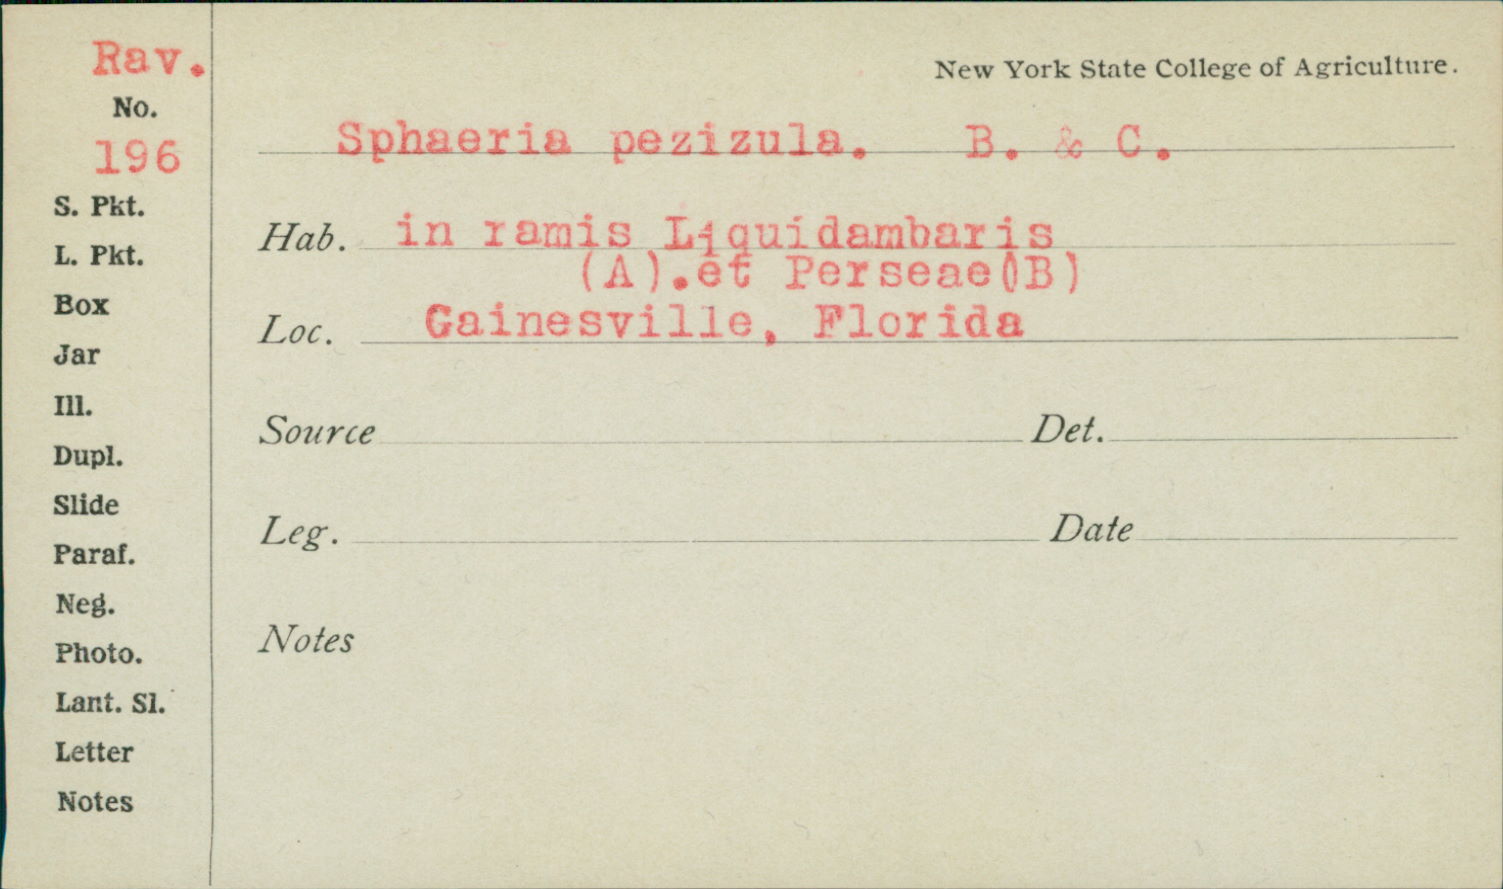 Rav.
No.
196
S. Pkt.
L. Pkt.
Box
Jar
Ill.
Dupl.
Slide
Paraf.
Neg.
Photo.
Lant. Sl.
Letter
Notes
New York State College of Agriculture.
Sphaeria pezizula. B. & C.
Hab. in ramis Liquidambaris
(A).et Perseae(B)
Loc. Gainesville, Florida
Source Det.
Leg. Date
Notes